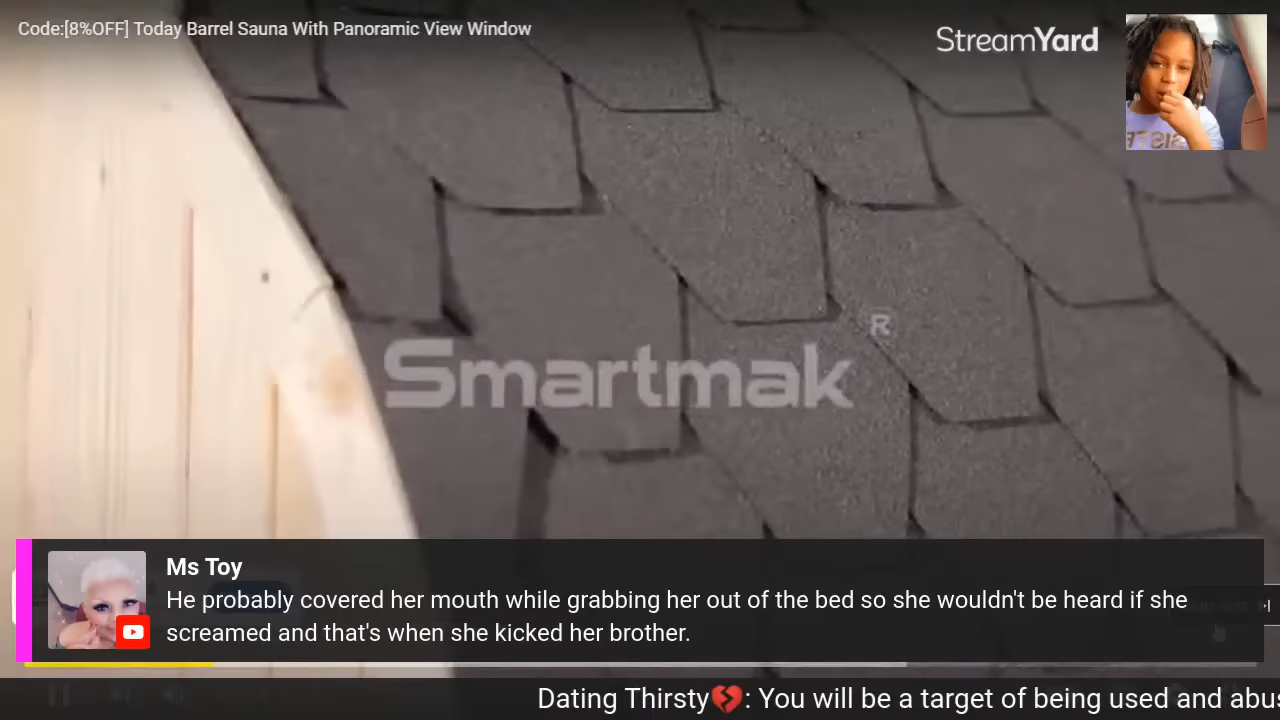 Code:[8%OFF] Today Barrel Sauna With Panoramic View Window
StreamYard
Smartmak
R
Ms Toy
He probably covered her mouth while grabbing her out of the bed so she wouldn't be heard if she
screamed and that's when she kicked her brother.
Dating Thirsty💔: You will be a target of being used and abus